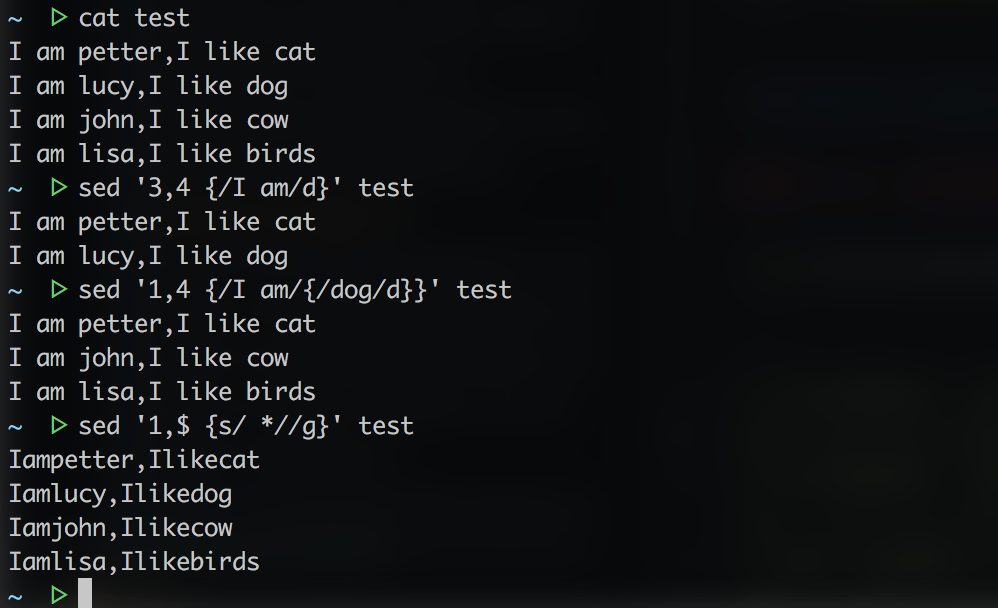 ~ ▷ cat test
I am petter,I like cat
I am lucy,I like dog
I am john,I like cow
I am lisa,I like birds
~ ▷ sed '3,4 {/I am/d}' test
I am petter,I like cat
I am lucy,I like dog
~ ▷ sed '1,4 {/I am/{/dog/d}}' test
I am petter,I like cat
I am john,I like cow
I am lisa,I like birds
~ ▷ sed '1,$ {s/ *//g}' test
Iampetter,Ilikecat
Iamlucy,Ilikedog
Iamjohn,Ilikecow
Iamlisa,Ilikebirds
~ ▷